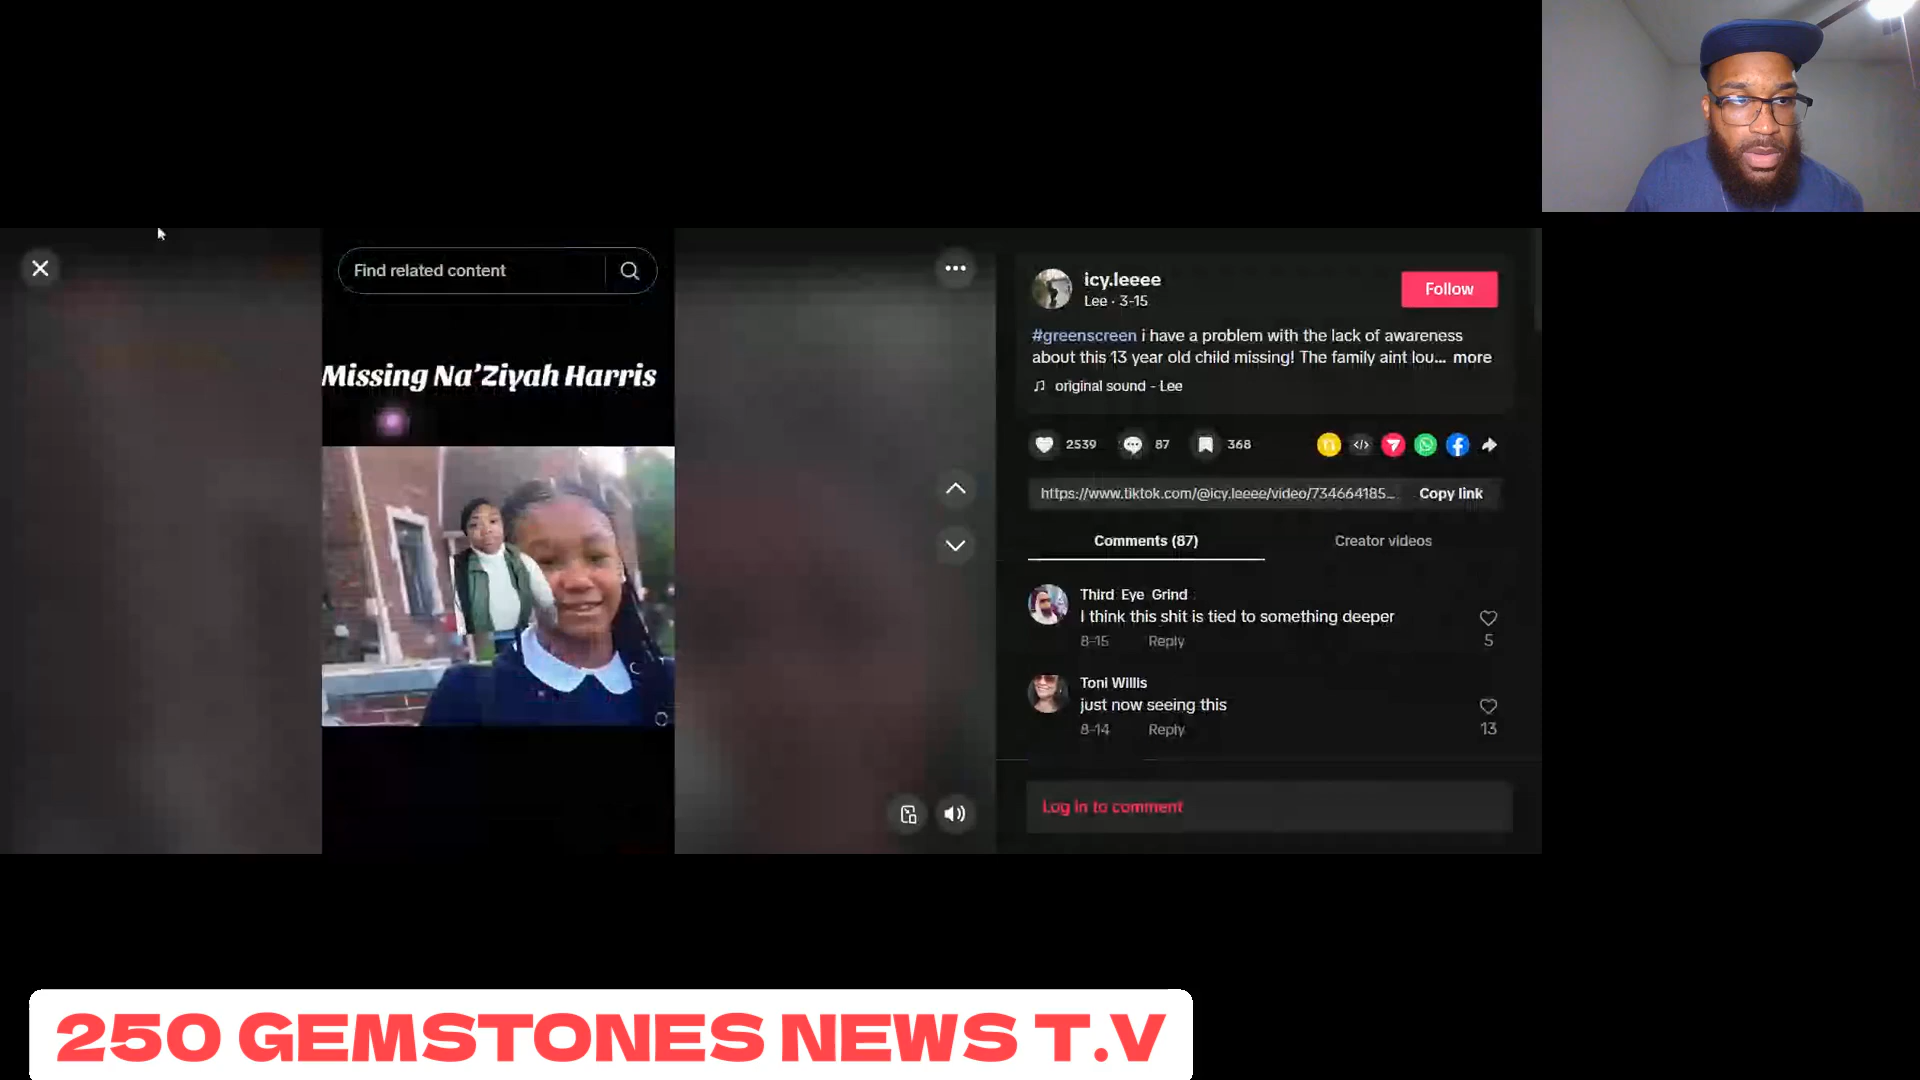 Find related content
Missing Na'Ziyah Harris
icy.leeee
Follow
Lee · 3-15
#greenscreen i have a problem with the lack of awareness
about this 13 year old child missing! The family aint lou... more
original sound - Lee
2539
87
368
https://www.tiktok.com/@icy.leeee/video/734664185...
Copy link
Comments (87)
Creator videos
Third Eye Grind
I think this shit is tied to something deeper
8-15
Reply
5
Toni Willis
just now seeing this
8-14
Reply
13
Log in to comment
250 GEMSTONES NEWS T.V